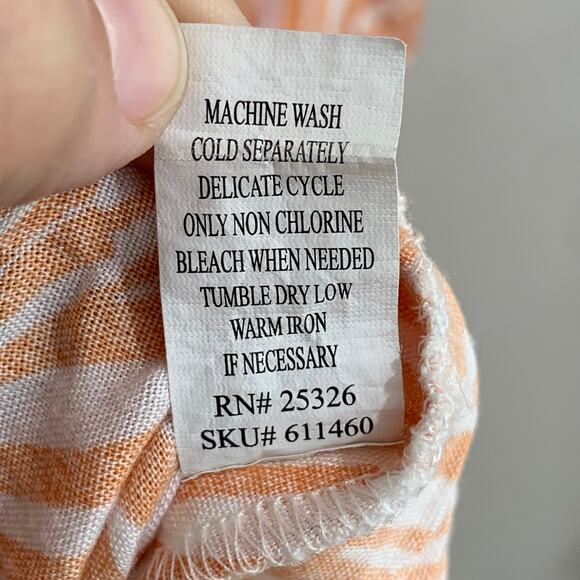 MACHINE WASH
COLD SEPARATELY
DELICATE CYCLE
ONLY NON CHLORINE
BLEACH WHEN NEEDED
TUMBLE DRY LOW
WARM IRON
IF NECESSARY
RN# 25326
SKU# 611460